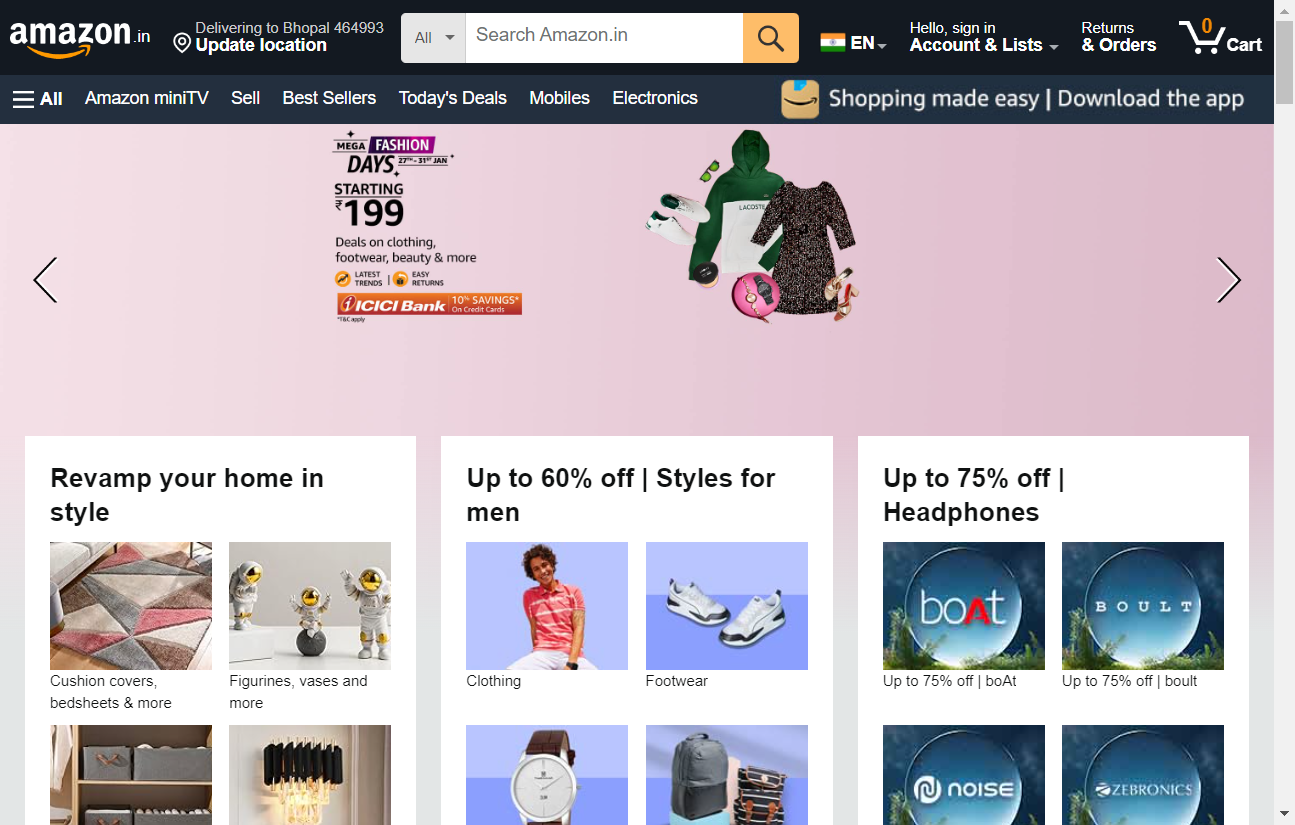 amazon.in
Delivering to Bhopal 464993
Update location
All
Search Amazon.in
EN
Hello, sign in
Account & Lists
Returns
& Orders
0
Cart
All
Amazon miniTV
Sell
Best Sellers
Today's Deals
Mobiles
Electronics
Shopping made easy | Download the app
MEGA FASHION
DAYS 27TH - 31ST JAN
STARTING
₹199
Deals on clothing,
footwear, beauty & more
LATEST
TRENDS
EASY
RETURNS
ICICI Bank
10% SAVINGS*
On Credit Cards
*T&C apply
LACOSTE
Revamp your home in
style
Cushion covers,
bedsheets & more
Figurines, vases and
more
Up to 60% off | Styles for
men
Clothing
Footwear
Up to 75% off |
Headphones
boAt
BOULT
Up to 75% off | boAt
Up to 75% off | boult
noise
ZEBRONICS